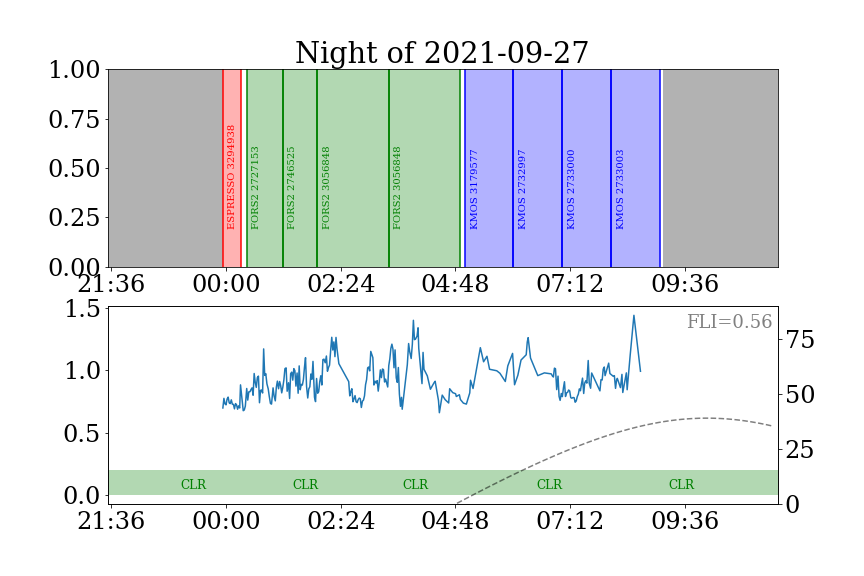 Night of 2021-09-27
1.00
0.75
0.50
0.25
0.00
ESPRESSO 3294938
FORS2 2727153
FORS2 2746525
FORS2 3056848
FORS2 3056848
KMOS 3179577
KMOS 2732997
KMOS 2733000
KMOS 2733003
21:36 00:00 02:24 04:48 07:12 09:36
FLI=0.56
1.5
1.0
0.5
0.0
75
50
25
0
CLR CLR CLR CLR CLR
21:36 00:00 02:24 04:48 07:12 09:36